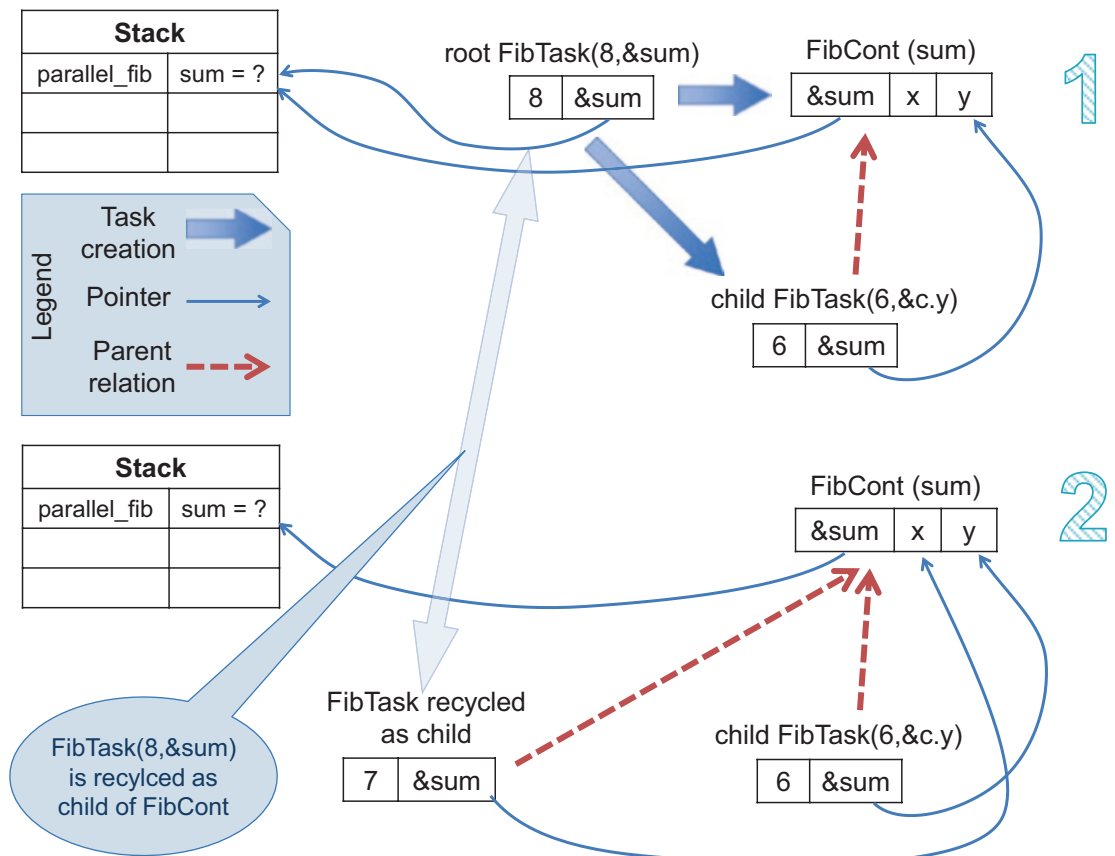 Stack
parallel_fib sum = ?
root FibTask(8,&sum)
8 &sum
FibCont (sum)
&sum x y
1
Legend
Task
creation
Pointer
Parent
relation
child FibTask(6,&c.y)
6 &sum
Stack
parallel_fib sum = ?
FibCont (sum)
&sum x y
2
FibTask(8,&sum)
is recylced as
child of FibCont
FibTask recycled
as child
7 &sum
child FibTask(6,&c.y)
6 &sum